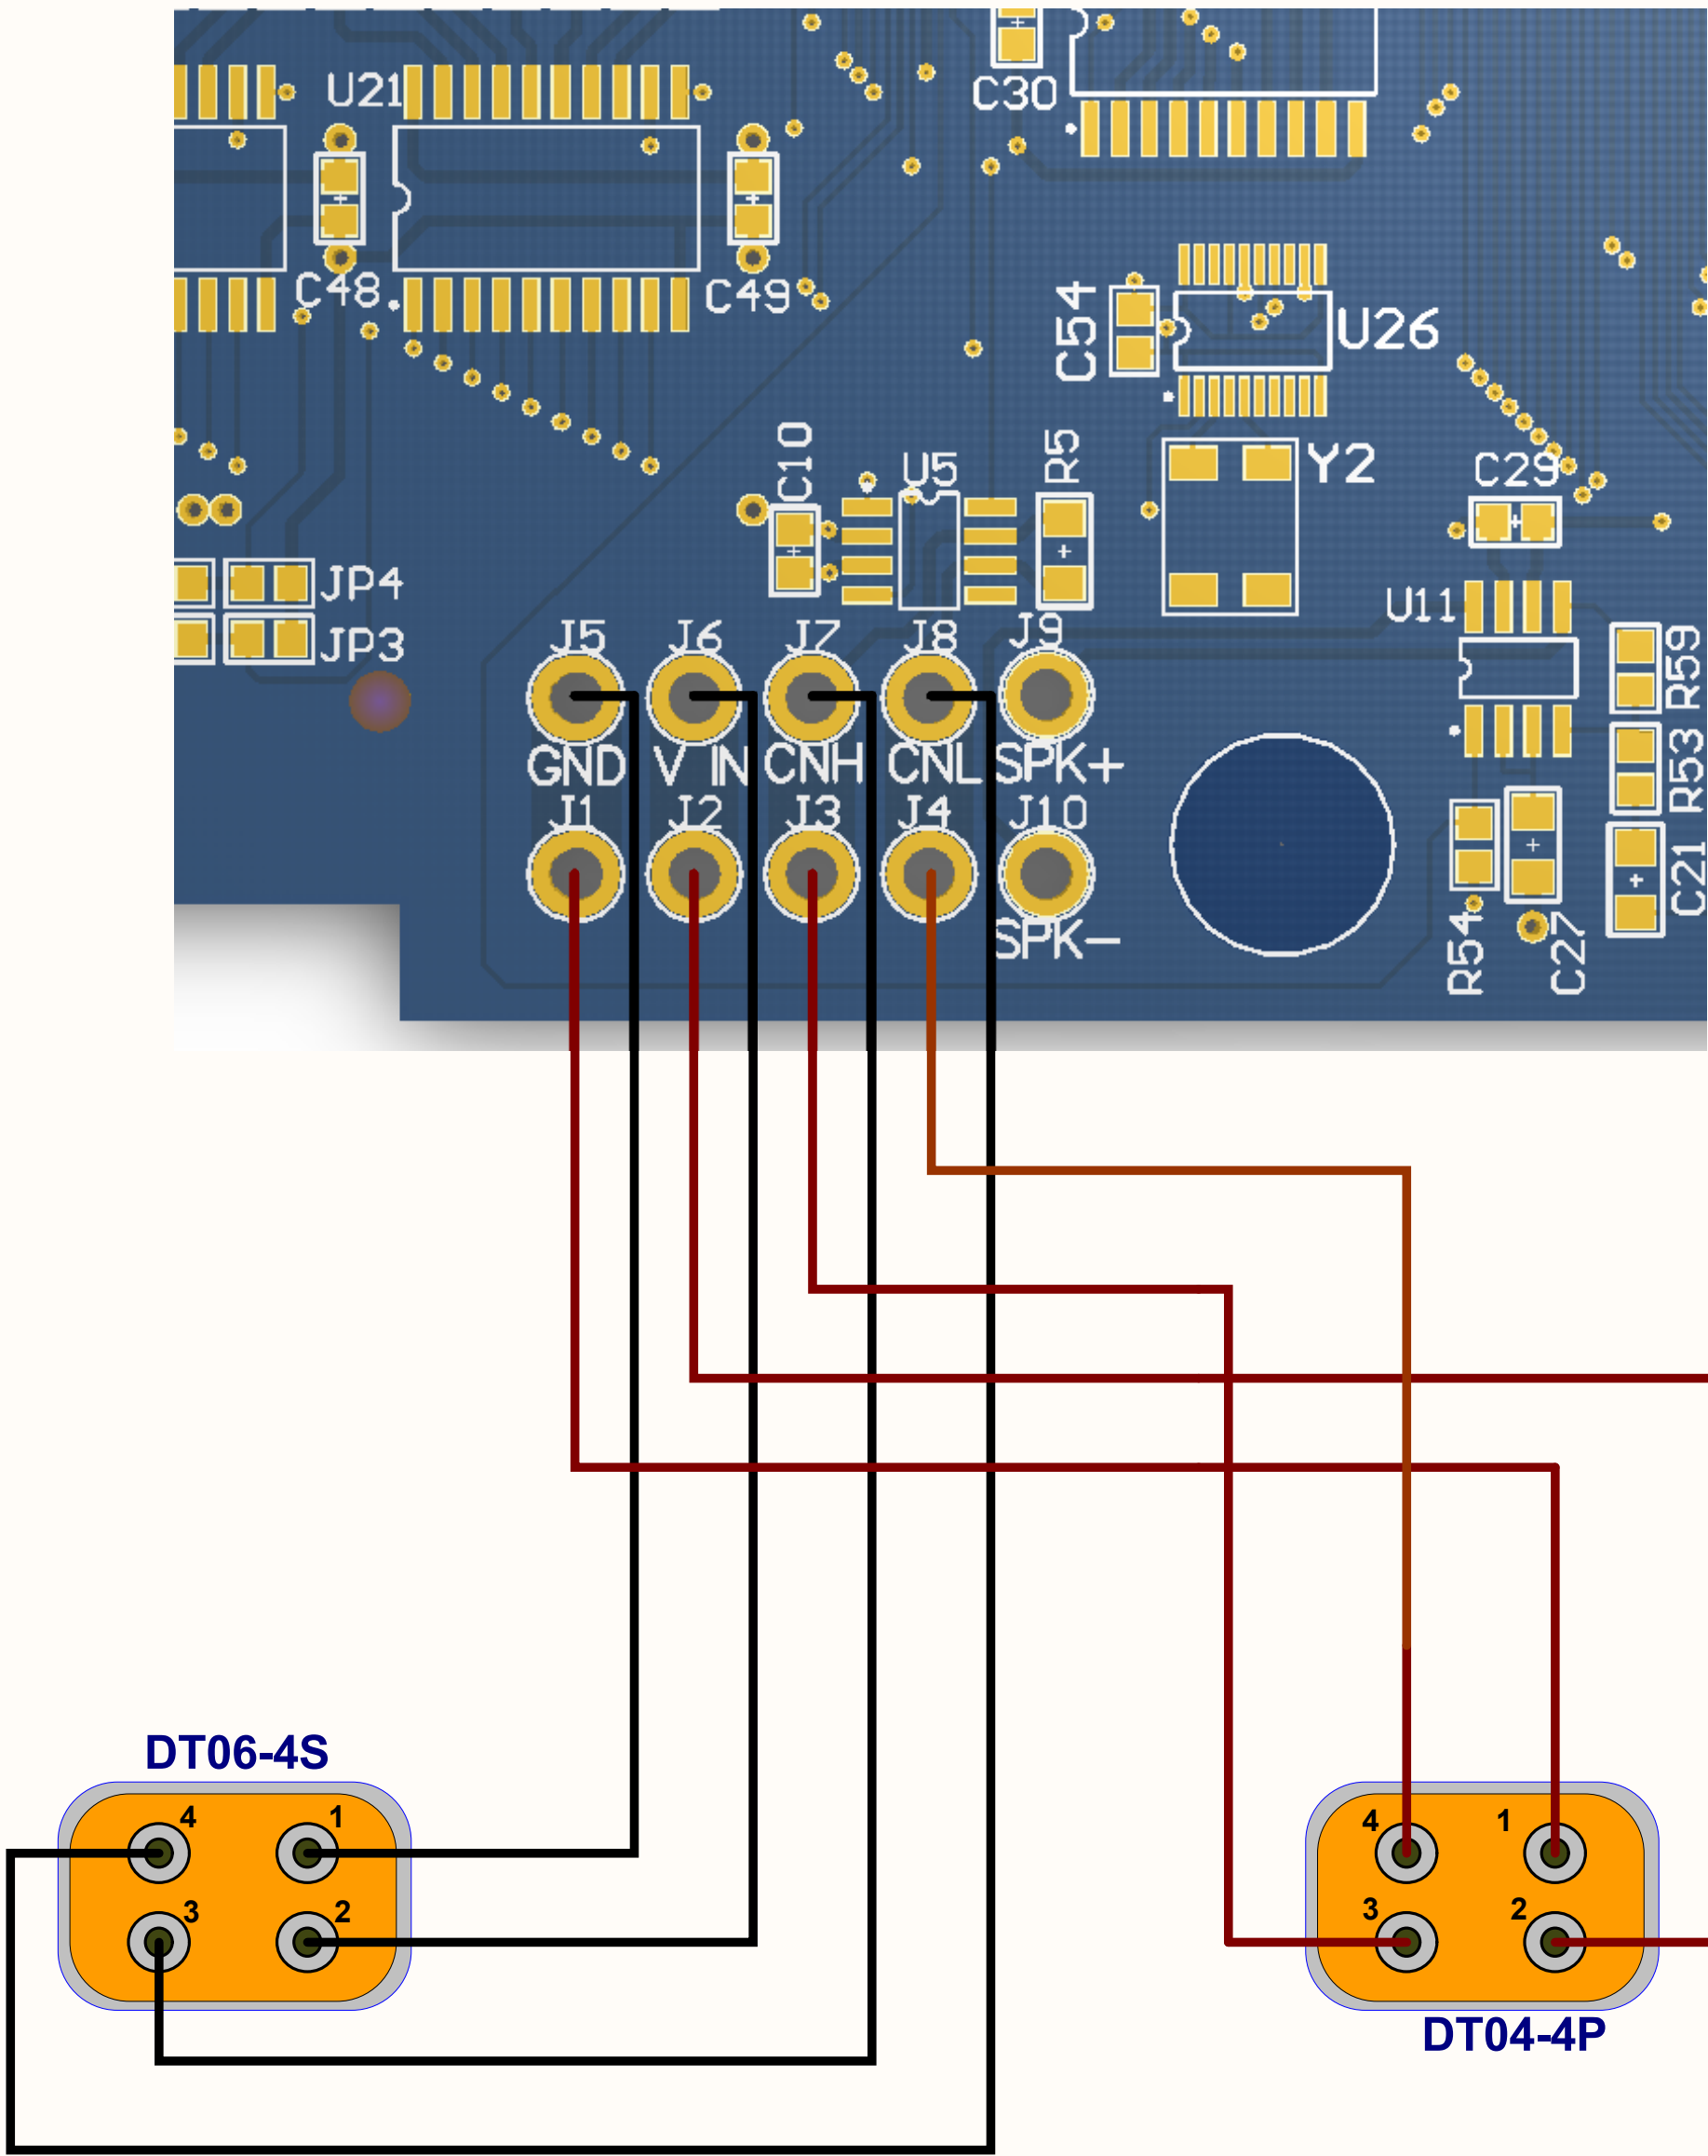 U21
C30
C48
C49
C54
U26
C10
U5
R5
Y2
C29
JP4
U11
JP3
J5 J6 J7 J8 J9
R59
GND V IN CNH CNL SPK+
R53
J1 J2 J3 J4 J10
C21
SPK-
R54
C27
DT06-4S
4 1
3 2
4 1
3 2
DT04-4P